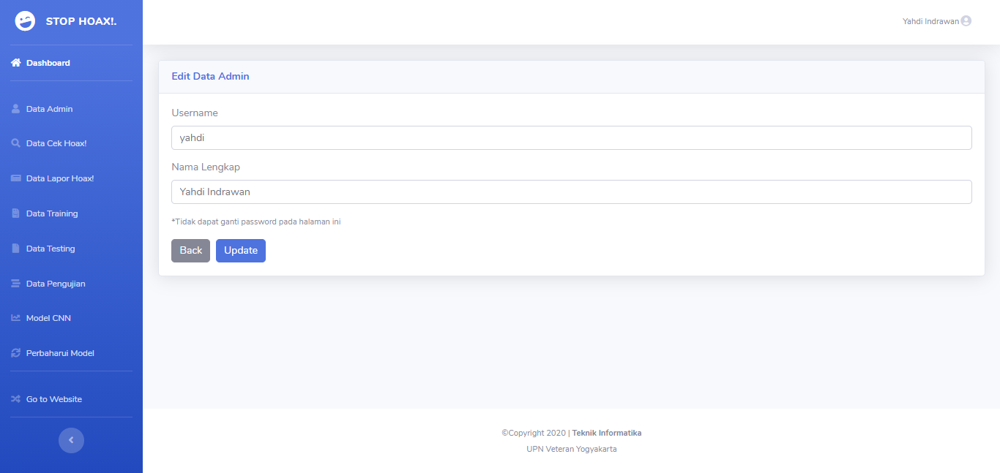 STOP HOAX!.
Yahdi Indrawan
Dashboard
Data Admin
Data Cek Hoax!
Data Lapor Hoax!
Data Training
Data Testing
Data Pengujian
Model CNN
Perbaharui Model
Go to Website
Edit Data Admin
Username
yahdi
Nama Lengkap
Yahdi Indrawan
*Tidak dapat ganti password pada halaman ini
Back Update
©Copyright 2020 | Teknik Informatika
UPN Veteran Yogyakarta